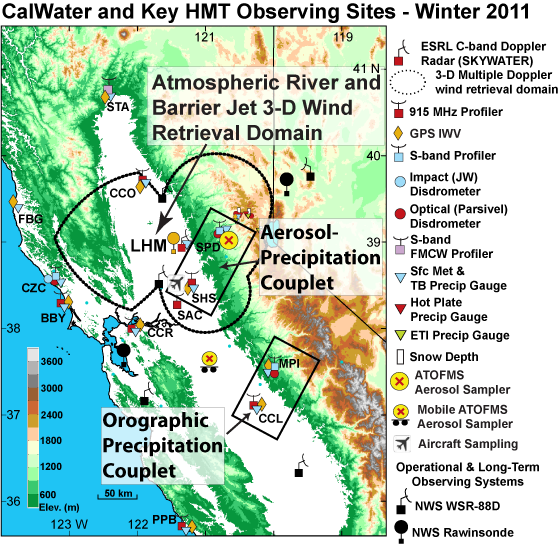 CalWater and Key HMT Observing Sites - Winter 2011
121
119
41 N
40
39
38
37
36
123 W
122
Atmospheric River and
Barrier Jet 3-D Wind
Retrieval Domain
STA
CCO
FBG
LHM
SPD
Aerosol-
Precipitation
Couplet
CZC
BBY
SHS
SAC
CCR
MPI
CCL
Orographic
Precipitation
Couplet
PPB
3600
3000
2400
1800
1200
600
Elev. (m)
50 km
ESRL C-band Doppler
Radar (SKYWATER)
3-D Multiple Doppler
wind retrieval domain
915 MHz Profiler
GPS IWV
S-band Profiler
Impact (JW)
Disdrometer
Optical (Parsivel)
Disdrometer
S-band
FMCW Profiler
Sfc Met &
TB Precip Gauge
Hot Plate
Precip Gauge
ETI Precip Gauge
Snow Depth
ATOFMS
Aerosol Sampler
Mobile ATOFMS
Aerosol Sampler
Aircraft Sampling
Operational & Long-Term
Observing Systems
NWS WSR-88D
NWS Rawinsonde